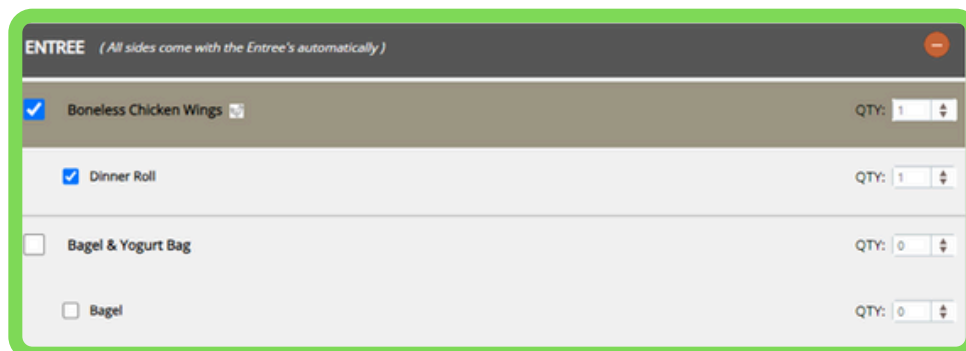 ENTREE (All sides come with the Entree's automatically)
Boneless Chicken Wings QTY: 1
Dinner Roll QTY: 1
Bagel & Yogurt Bag QTY: 0
Bagel QTY: 0